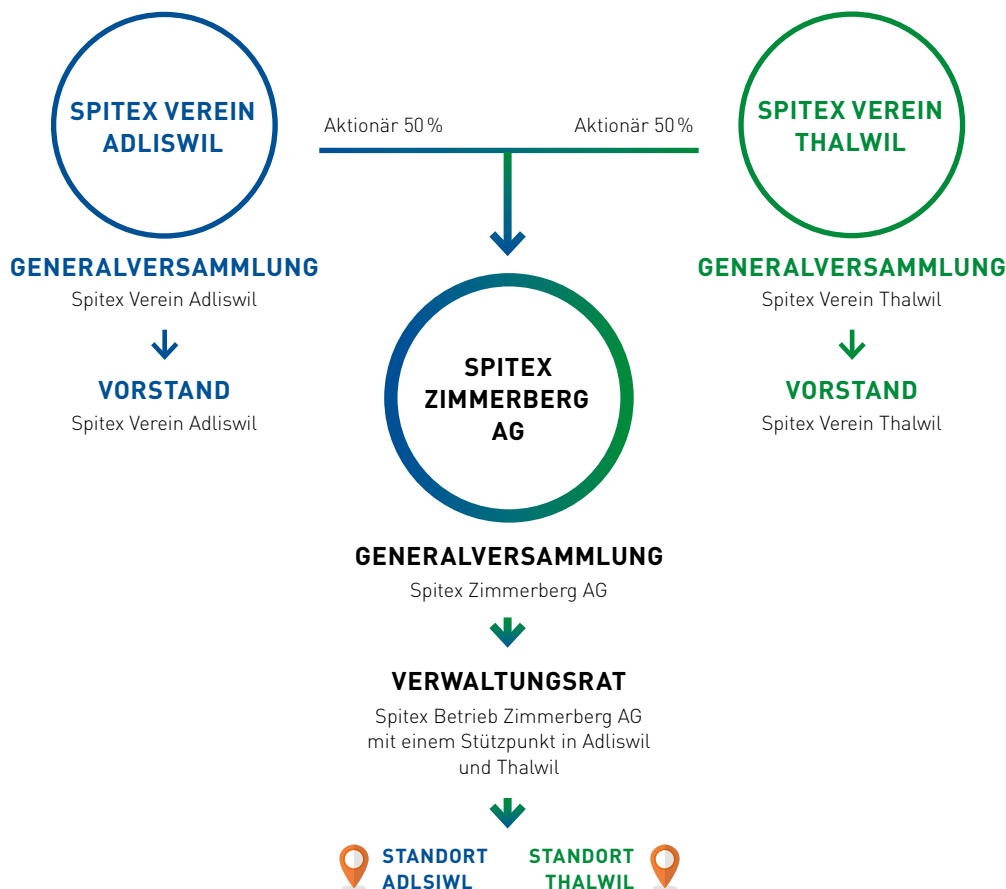 SPITEX VEREIN
ADLISWIL
Aktionär 50 %
Aktionär 50 %
SPITEX VEREIN
THALWIL
GENERALVERSAMMLUNG
Spitex Verein Adliswil
VORSTAND
Spitex Verein Adliswil
GENERALVERSAMMLUNG
Spitex Verein Thalwil
VORSTAND
Spitex Verein Thalwil
SPITEX
ZIMMERBERG
AG
GENERALVERSAMMLUNG
Spitex Zimmerberg AG
VERWALTUNGSRAT
Spitex Betrieb Zimmerberg AG
mit einem Stützpunkt in Adliswil
und Thalwil
STANDORT
ADLSIWL
STANDORT
THALWIL